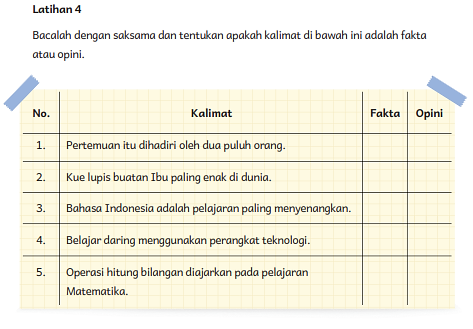 Latihan 4
Bacalah dengan saksama dan tentukan apakah kalimat di bawah ini adalah fakta
atau opini.
No. Kalimat Fakta Opini
1. Pertemuan itu dihadiri oleh dua puluh orang.
2. Kue lupis buatan Ibu paling enak di dunia.
3. Bahasa Indonesia adalah pelajaran paling menyenangkan.
4. Belajar daring menggunakan perangkat teknologi.
5. Operasi hitung bilangan diajarkan pada pelajaran
Matematika.